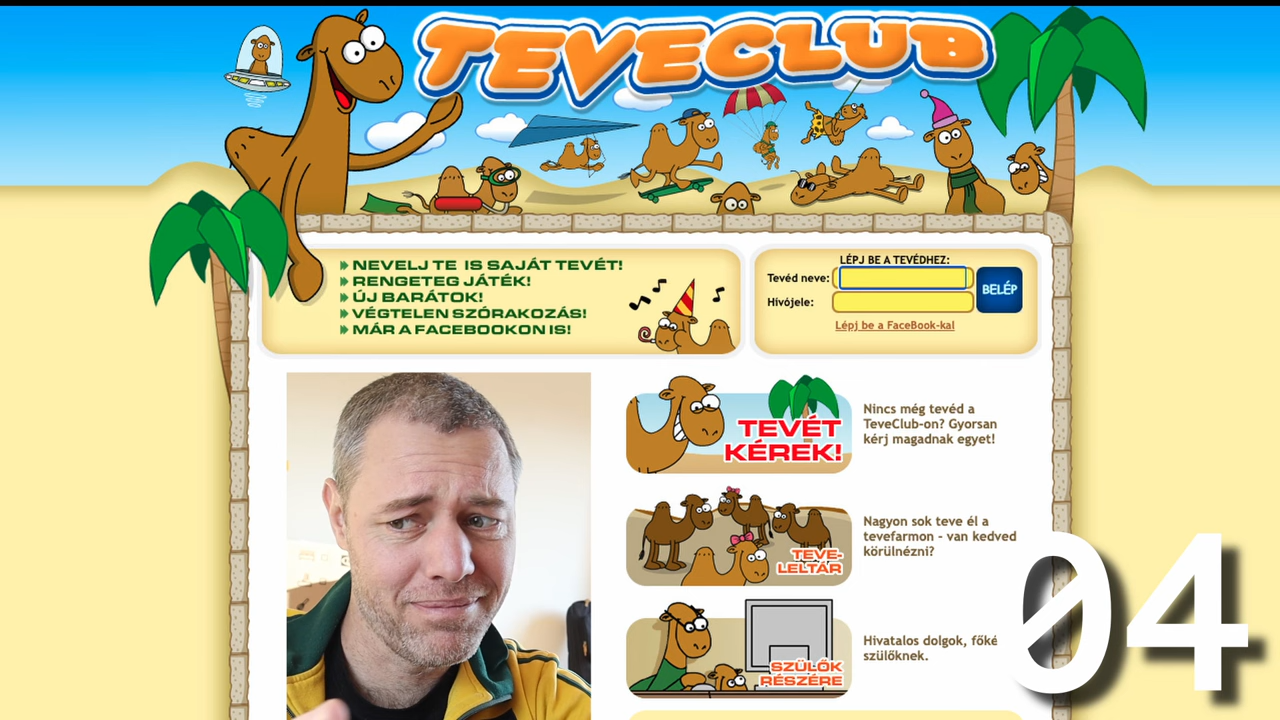 TEVECLUB
NEVELJ TE IS SAJÁT TEVÉT!
RENGETEG JÁTÉK!
ÚJ BARÁTOK!
VÉGTELEN SZÓRAKOZÁS!
MÁR A FACEBOOKON IS!
LÉPJ BE A TEVÉDHEZ:
Tevéd neve:
Hívójele:
BELÉP
Lépj be a FaceBook-kal
TEVÉT
KÉREK!
Nincs még tevéd a
TeveClub-on? Gyorsan
kérj magadnak egyet!
TEVE-
LELTÁR
Nagyon sok teve él a
tevefarmon - van kedved
körülnézni?
SZÜLŐK
RÉSZÉRE
Hivatalos dolgok, főké
szülőknek.
04